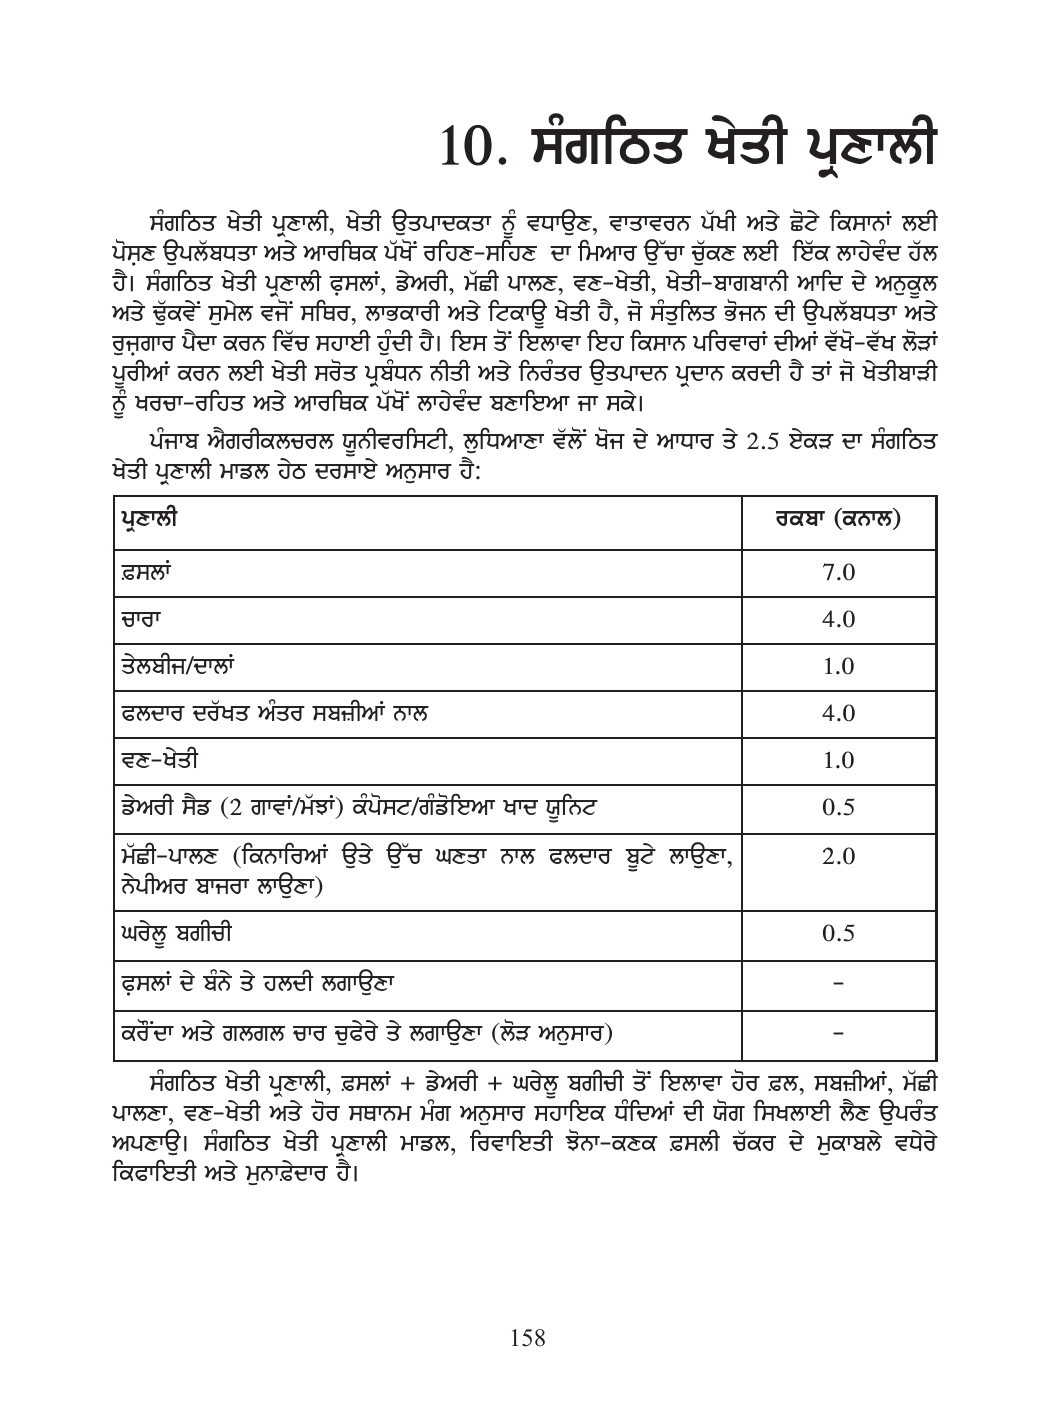 10. ਸੰਗਠਿਤ ਖੇਤੀ ਪ੍ਰਣਾਲੀ
ਸੰਗਠਿਤ ਖੇਤੀ ਪ੍ਰਣਾਲੀ, ਖੇਤੀ ਉਤਪਾਦਕਤਾ ਨੂੰ ਵਧਾਉਣ, ਵਾਤਾਵਰਨ ਪੱਖੀ ਅਤੇ ਛੋਟੇ ਕਿਸਾਨਾਂ ਲਈ
ਪੋਸ਼ਣ ਉਪਲੱਬਧਤਾ ਅਤੇ ਆਰਥਿਕ ਪੱਖੋਂ ਰਹਿਣ-ਸਹਿਣ ਦਾ ਮਿਆਰ ਉੱਚਾ ਚੁੱਕਣ ਲਈ ਇੱਕ ਲਾਹੇਵੰਦ ਹੱਲ
ਹੈ। ਸੰਗਠਿਤ ਖੇਤੀ ਪ੍ਰਣਾਲੀ ਫ਼ਸਲਾਂ, ਡੇਅਰੀ, ਮੱਛੀ ਪਾਲਣ, ਵਣ-ਖੇਤੀ, ਖੇਤੀ-ਬਾਗਬਾਨੀ ਆਦਿ ਦੇ ਅਨੁਕੂਲ
ਅਤੇ ਢੁੱਕਵੇਂ ਸੁਮੇਲ ਵਜੋਂ ਸਥਿਰ, ਲਾਭਕਾਰੀ ਅਤੇ ਟਿਕਾਊ ਖੇਤੀ ਹੈ, ਜੋ ਸੰਤੁਲਿਤ ਭੋਜਨ ਦੀ ਉਪਲੱਬਧਤਾ ਅਤੇ
ਰੁਜ਼ਗਾਰ ਪੈਦਾ ਕਰਨ ਵਿੱਚ ਸਹਾਈ ਹੁੰਦੀ ਹੈ। ਇਸ ਤੋਂ ਇਲਾਵਾ ਇਹ ਕਿਸਾਨ ਪਰਿਵਾਰਾਂ ਦੀਆਂ ਵੱਖੋ-ਵੱਖ ਲੋੜਾਂ
ਪੂਰੀਆਂ ਕਰਨ ਲਈ ਖੇਤੀ ਸਰੋਤ ਪ੍ਰਬੰਧਨ ਨੀਤੀ ਅਤੇ ਨਿਰੰਤਰ ਉਤਪਾਦਨ ਪ੍ਰਦਾਨ ਕਰਦੀ ਹੈ ਤਾਂ ਜੋ ਖੇਤੀਬਾੜੀ
ਨੂੰ ਖਰਚਾ-ਰਹਿਤ ਅਤੇ ਆਰਥਿਕ ਪੱਖੋਂ ਲਾਹੇਵੰਦ ਬਣਾਇਆ ਜਾ ਸਕੇ।
ਪੰਜਾਬ ਐਗਰੀਕਲਚਰਲ ਯੂਨੀਵਰਸਿਟੀ, ਲੁਧਿਆਣਾ ਵੱਲੋਂ ਖੋਜ ਦੇ ਆਧਾਰ ਤੇ 2.5 ਏਕੜ ਦਾ ਸੰਗਠਿਤ
ਖੇਤੀ ਪ੍ਰਣਾਲੀ ਮਾਡਲ ਹੇਠ ਦਰਸਾਏ ਅਨੁਸਾਰ ਹੈ:
ਪ੍ਰਣਾਲੀ ਰਕਬਾ (ਕਨਾਲ)
ਫ਼ਸਲਾਂ 7.0
ਚਾਰਾ 4.0
ਤੇਲਬੀਜ/ਦਾਲਾਂ 1.0
ਫਲਦਾਰ ਦਰੱਖਤ ਅੰਤਰ ਸਬਜ਼ੀਆਂ ਨਾਲ 4.0
ਵਣ-ਖੇਤੀ 1.0
ਡੇਅਰੀ ਸੈਡ (2 ਗਾਵਾਂ/ਮੱਝਾਂ) ਕੰਪੋਸਟ/ਗੰਡੋਇਆ ਖਾਦ ਯੂਨਿਟ 0.5
ਮੱਛੀ-ਪਾਲਣ (ਕਿਨਾਰਿਆਂ ਉਤੇ ਉੱਚ ਘਣਤਾ ਨਾਲ ਫਲਦਾਰ ਬੂਟੇ ਲਾਉਣਾ, 2.0
ਨੇਪੀਅਰ ਬਾਜਰਾ ਲਾਉਣਾ)
ਘਰੇਲੂ ਬਗੀਚੀ 0.5
ਫ਼ਸਲਾਂ ਦੇ ਬੰਨੇ ਤੇ ਹਲਦੀ ਲਗਾਉਣਾ -
ਕਰੌਂਦਾ ਅਤੇ ਗਲਗਲ ਚਾਰ ਚੁਫੇਰੇ ਤੇ ਲਗਾਉਣਾ (ਲੋੜ ਅਨੁਸਾਰ) -
ਸੰਗਠਿਤ ਖੇਤੀ ਪ੍ਰਣਾਲੀ, ਫ਼ਸਲਾਂ + ਡੇਅਰੀ + ਘਰੇਲੂ ਬਗੀਚੀ ਤੋਂ ਇਲਾਵਾ ਹੋਰ ਫ਼ਲ, ਸਬਜ਼ੀਆਂ, ਮੱਛੀ
ਪਾਲਣਾ, ਵਣ-ਖੇਤੀ ਅਤੇ ਹੋਰ ਸਥਾਨਮ ਮੰਗ ਅਨੁਸਾਰ ਸਹਾਇਕ ਧੰਦਿਆਂ ਦੀ ਯੋਗ ਸਿਖਲਾਈ ਲੈਣ ਉਪਰੰਤ
ਅਪਣਾਉ। ਸੰਗਠਿਤ ਖੇਤੀ ਪ੍ਰਣਾਲੀ ਮਾਡਲ, ਰਿਵਾਇਤੀ ਝੋਨਾ-ਕਣਕ ਫ਼ਸਲੀ ਚੱਕਰ ਦੇ ਮੁਕਾਬਲੇ ਵਧੇਰੇ
ਕਿਫਾਇਤੀ ਅਤੇ ਮੁਨਾਫ਼ੇਦਾਰ ਹੈ।
158